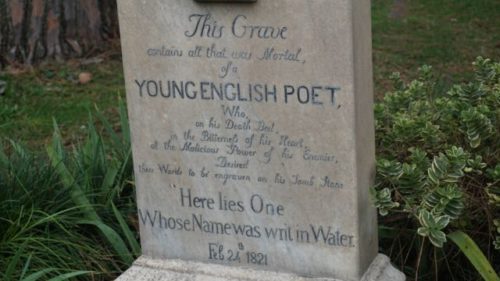 This Grave
contains all that was Mortal,
of a
YOUNG ENGLISH POET,
Who,
on his Death Bed,
in the Bitterness of his Heart,
at the Malicious Power of his Enemies,
Desired
these Words to be engraven on his Tomb Stone
"Here lies One
Whose Name was writ in Water.
Feb 24th 1821